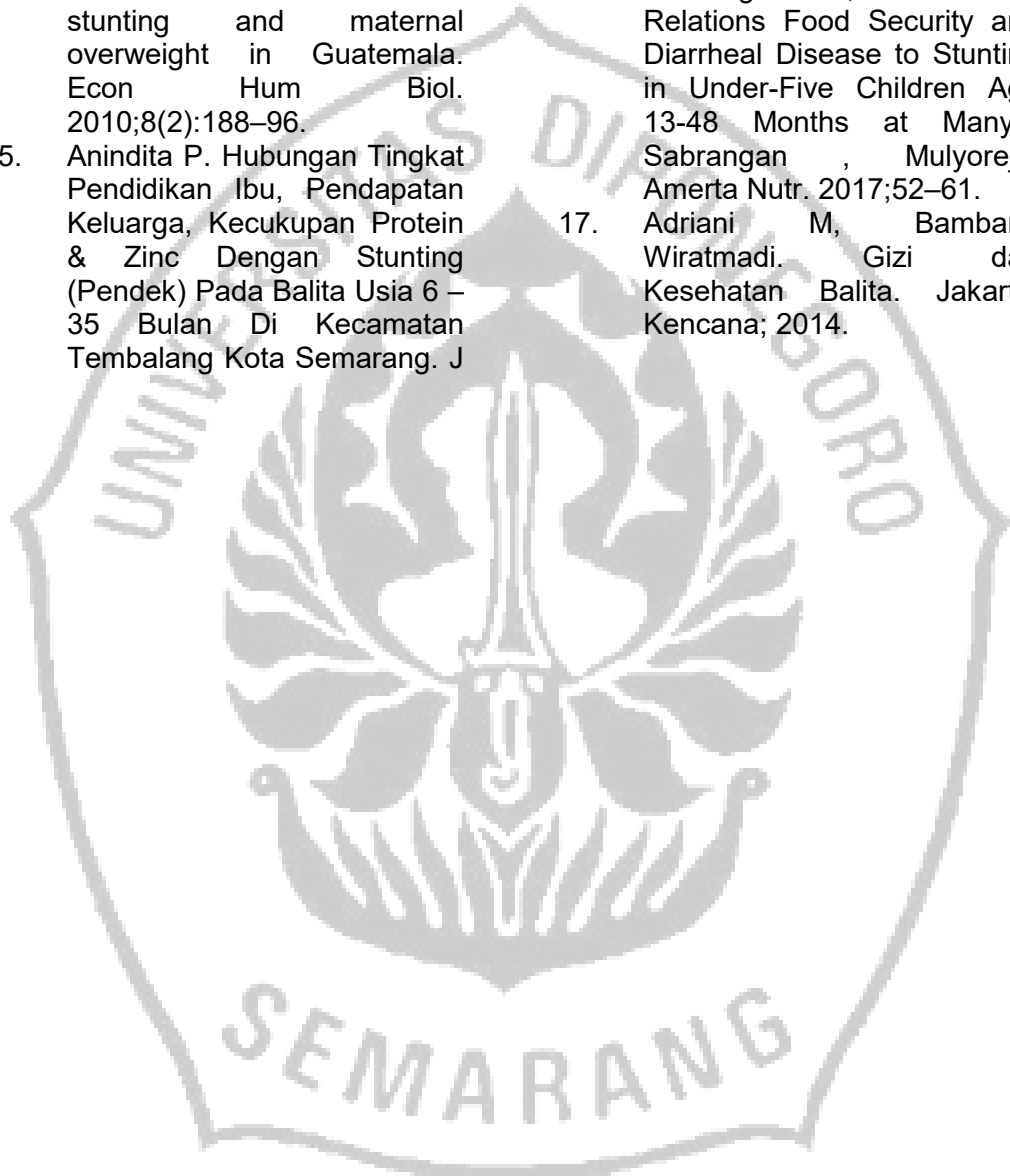 stunting and maternal
overweight in Guatemala.
Econ Hum Biol.
2010;8(2):188–96.
5. Anindita P. Hubungan Tingkat
Pendidikan Ibu, Pendapatan
Keluarga, Kecukupan Protein
& Zinc Dengan Stunting
(Pendek) Pada Balita Usia 6 –
35 Bulan Di Kecamatan
Tembalang Kota Semarang. J
Relations Food Security
Diarrheal Disease to
in Under-Five Children
13-48 Months at
Sabrangan ,
Amerta Nutr. 2017;52–61.
17. Adriani M,
Wiratmadi. Gizi
Kesehatan Balita.
Kencana; 2014.
UNIVERSITAS DIPONEGORO
SEMARANG